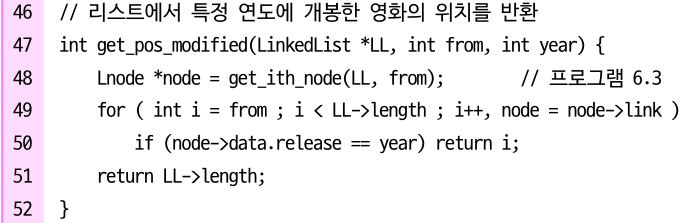 46 // 리스트에서 특정 연도에 개봉한 영화의 위치를 반환
47 int get_pos_modified(LinkedList *LL, int from, int year) {
48     Lnode *node = get_ith_node(LL, from);        // 프로그램 6.3
49     for ( int i = from ; i < LL->length ; i++, node = node->link )
50         if (node->data.release == year) return i;
51     return LL->length;
52 }